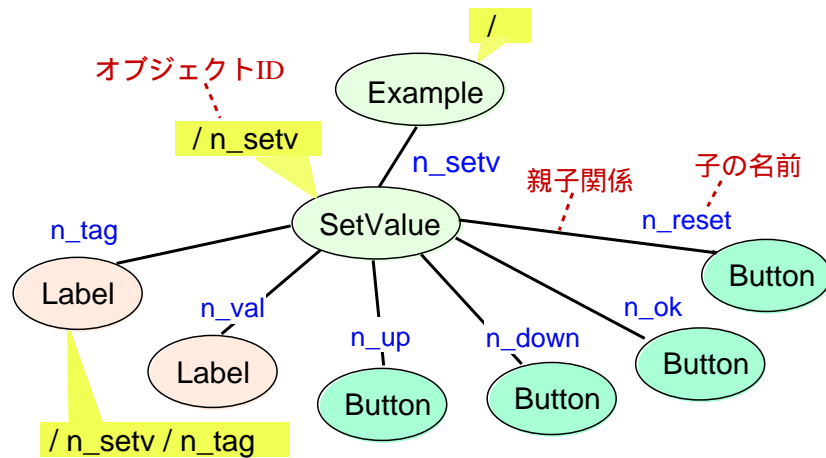 /
オブジェクトID
Example
/ n_setv
n_setv
親子関係
子の名前
n_tag
SetValue
n_reset
Label
n_val
n_up
n_down
n_ok
Button
Label
Button
Button
Button
/ n_setv / n_tag